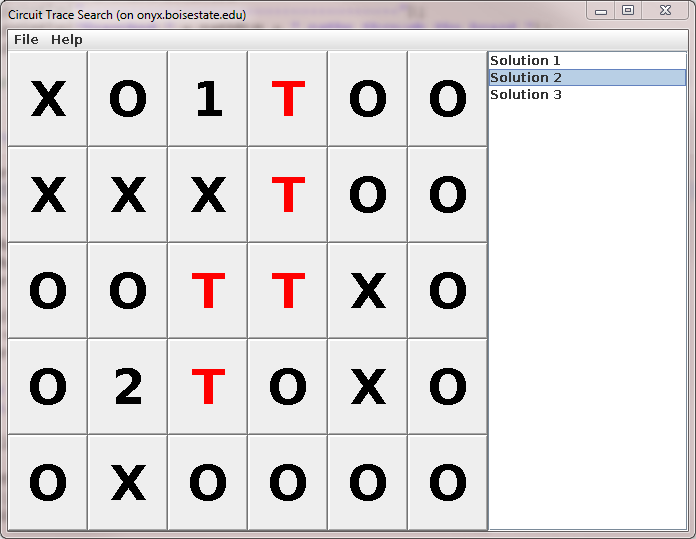 Circuit Trace Search (on onyx.boisestate.edu)
File Help
X O 1 T O O
X X X T O O
O O T T X O
O 2 T O X O
O X O O O O
Solution 1
Solution 2
Solution 3